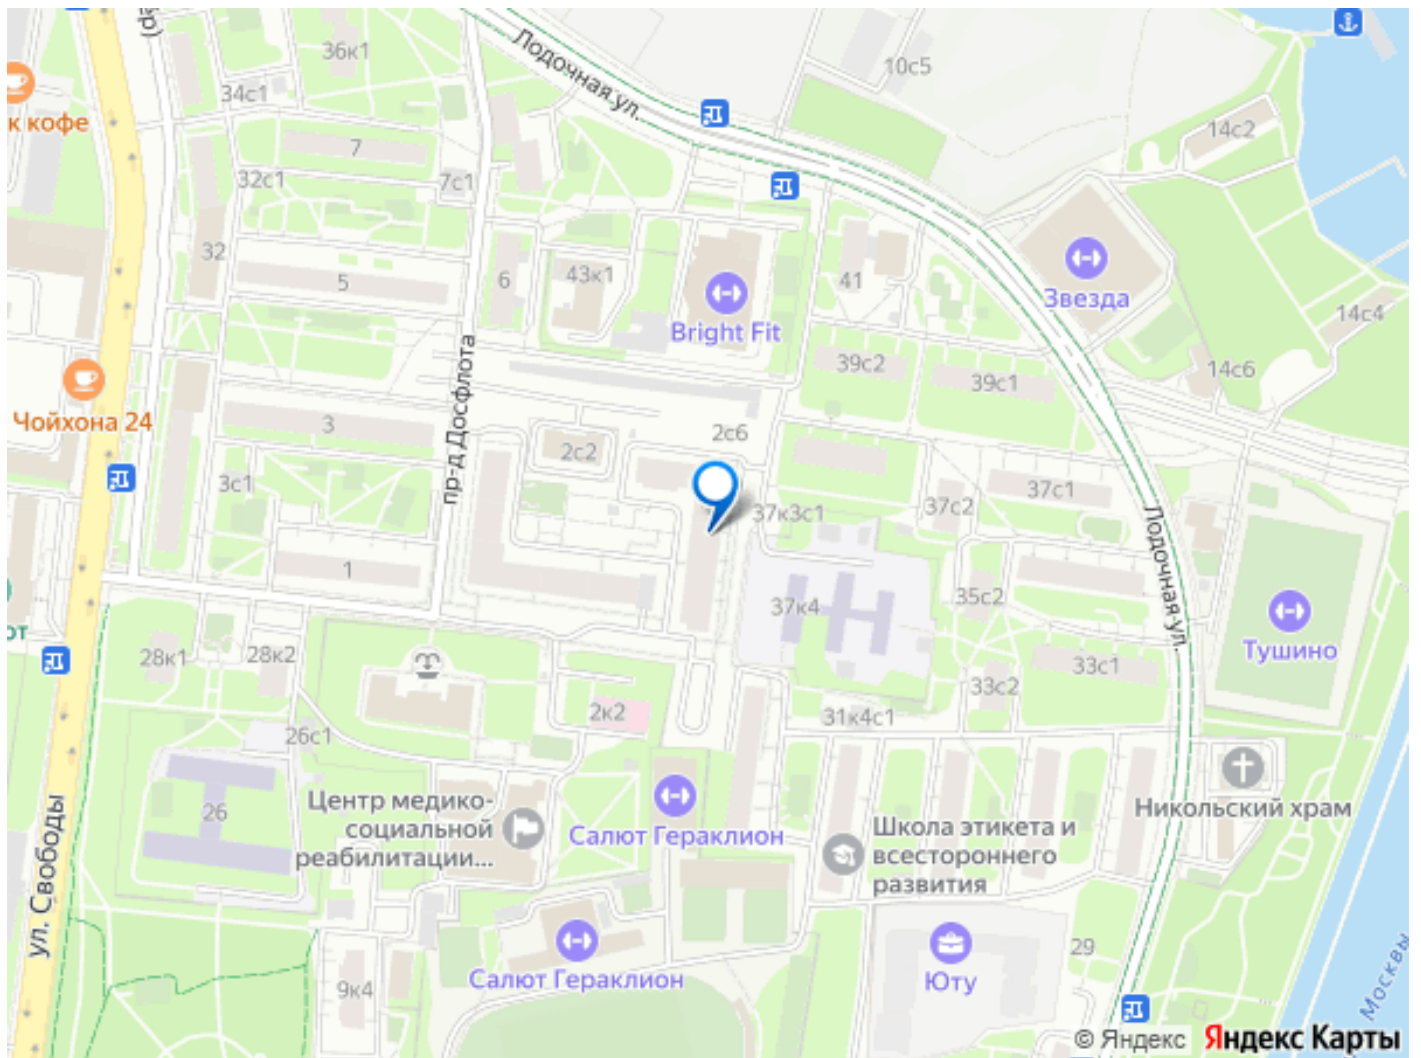 ер)
36к1
Лодочная ул.
10с5
34с1
к кофе
14с2
7
32с1
7с1
32
5
6
43к1
41
Bright Fit
Звезда
14с4
39с2
39с1
14с6
Чойхона 24
пр-д Досфлота
3
2с6
2с2
3с1
37с1
37с2
37к3с1
Лодочная ул.
1
37к4
35с2
от
28к1
28к2
33с1
33с2
Тушино
2к2
31к4с1
26с1
26
Центр медико-
социальной
реабилитации...
Никольский храм
Салют Гераклион
Школа этикета и
всестороннего
развития
ул. Свободы
29
Юту
Салют Гераклион
9к4
Москвы
© Яндекс Яндекс Карты